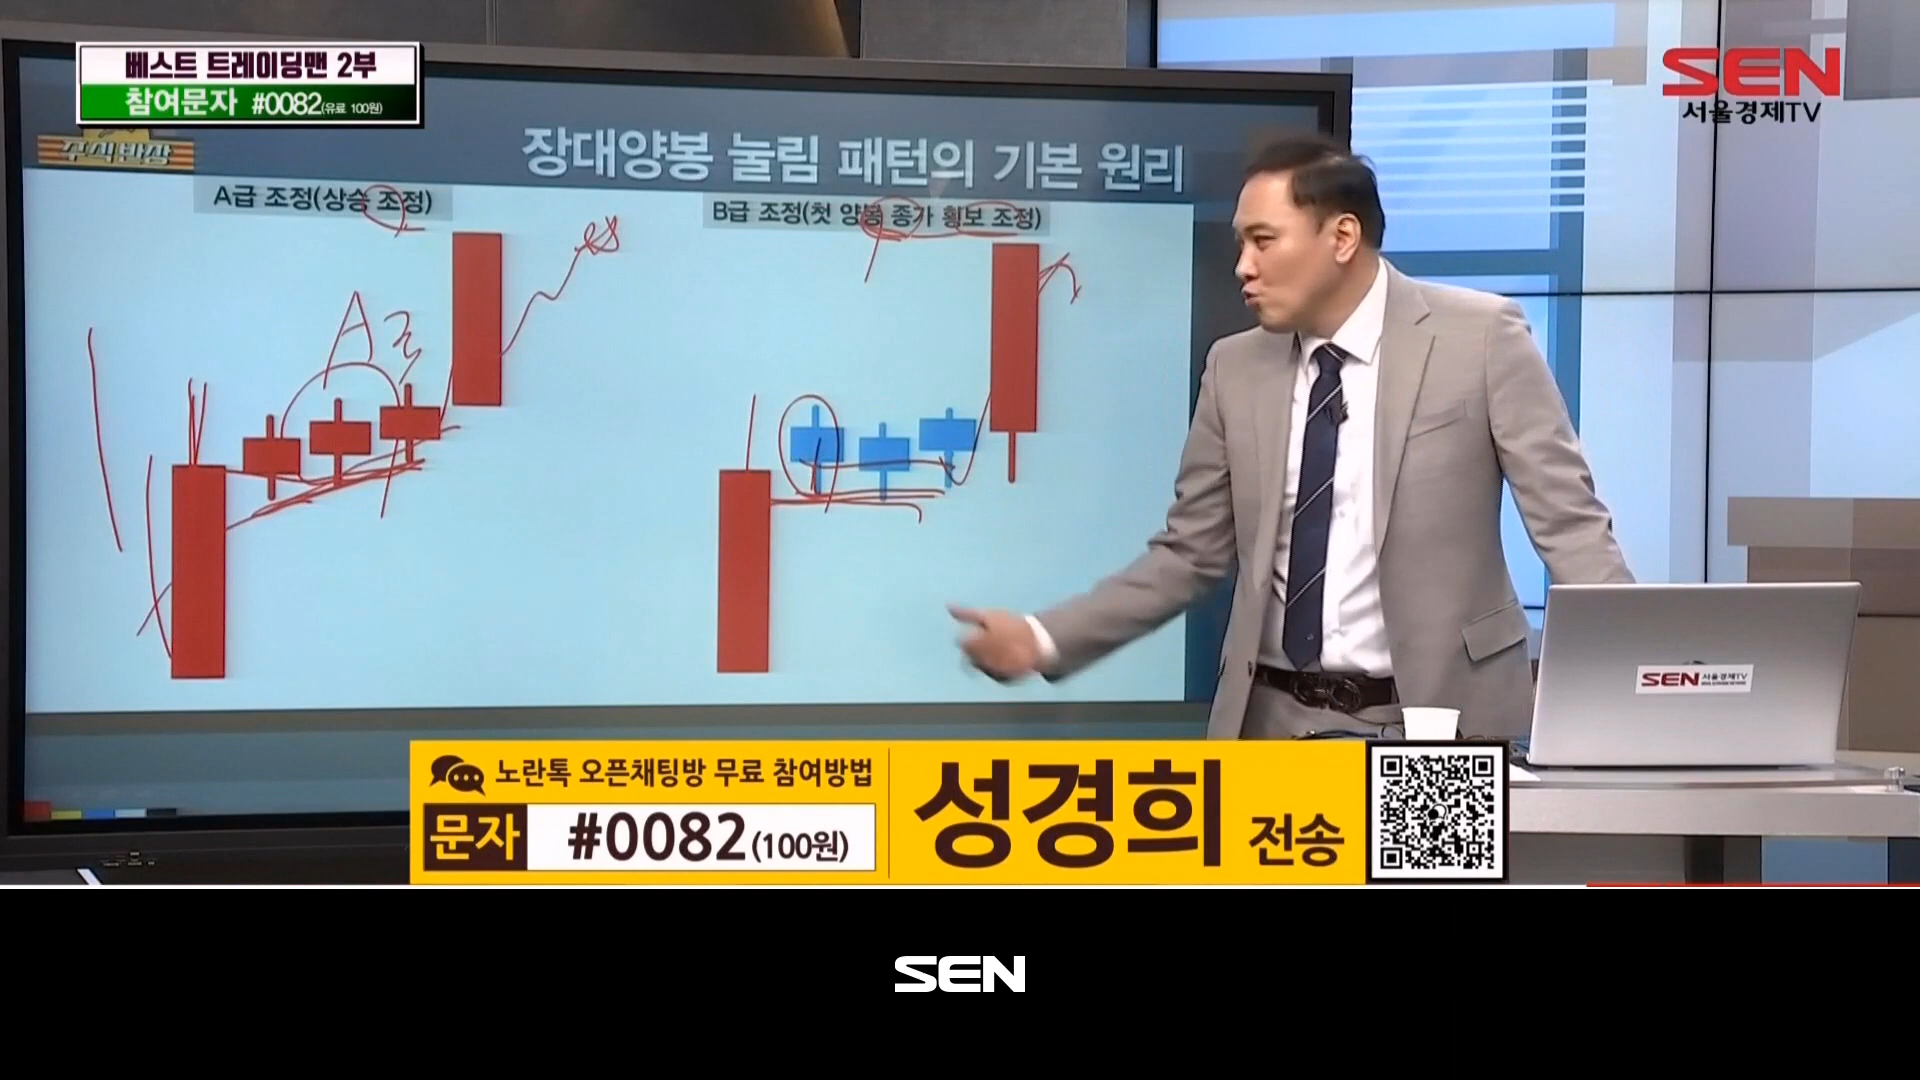 베스트 트레이딩맨 2부
참여문자 #0082(유료 100원)
SEN
서울경제TV
주식반장
장대양봉 눌림 패턴의 기본 원리
A급 조정(상승 조정)
B급 조정(첫 양봉 종가 횡보 조정)
A급
SEN 서울경제TV
노란톡 오픈채팅방 무료 참여방법
문자 #0082(100원)
성경희 전송
SEN